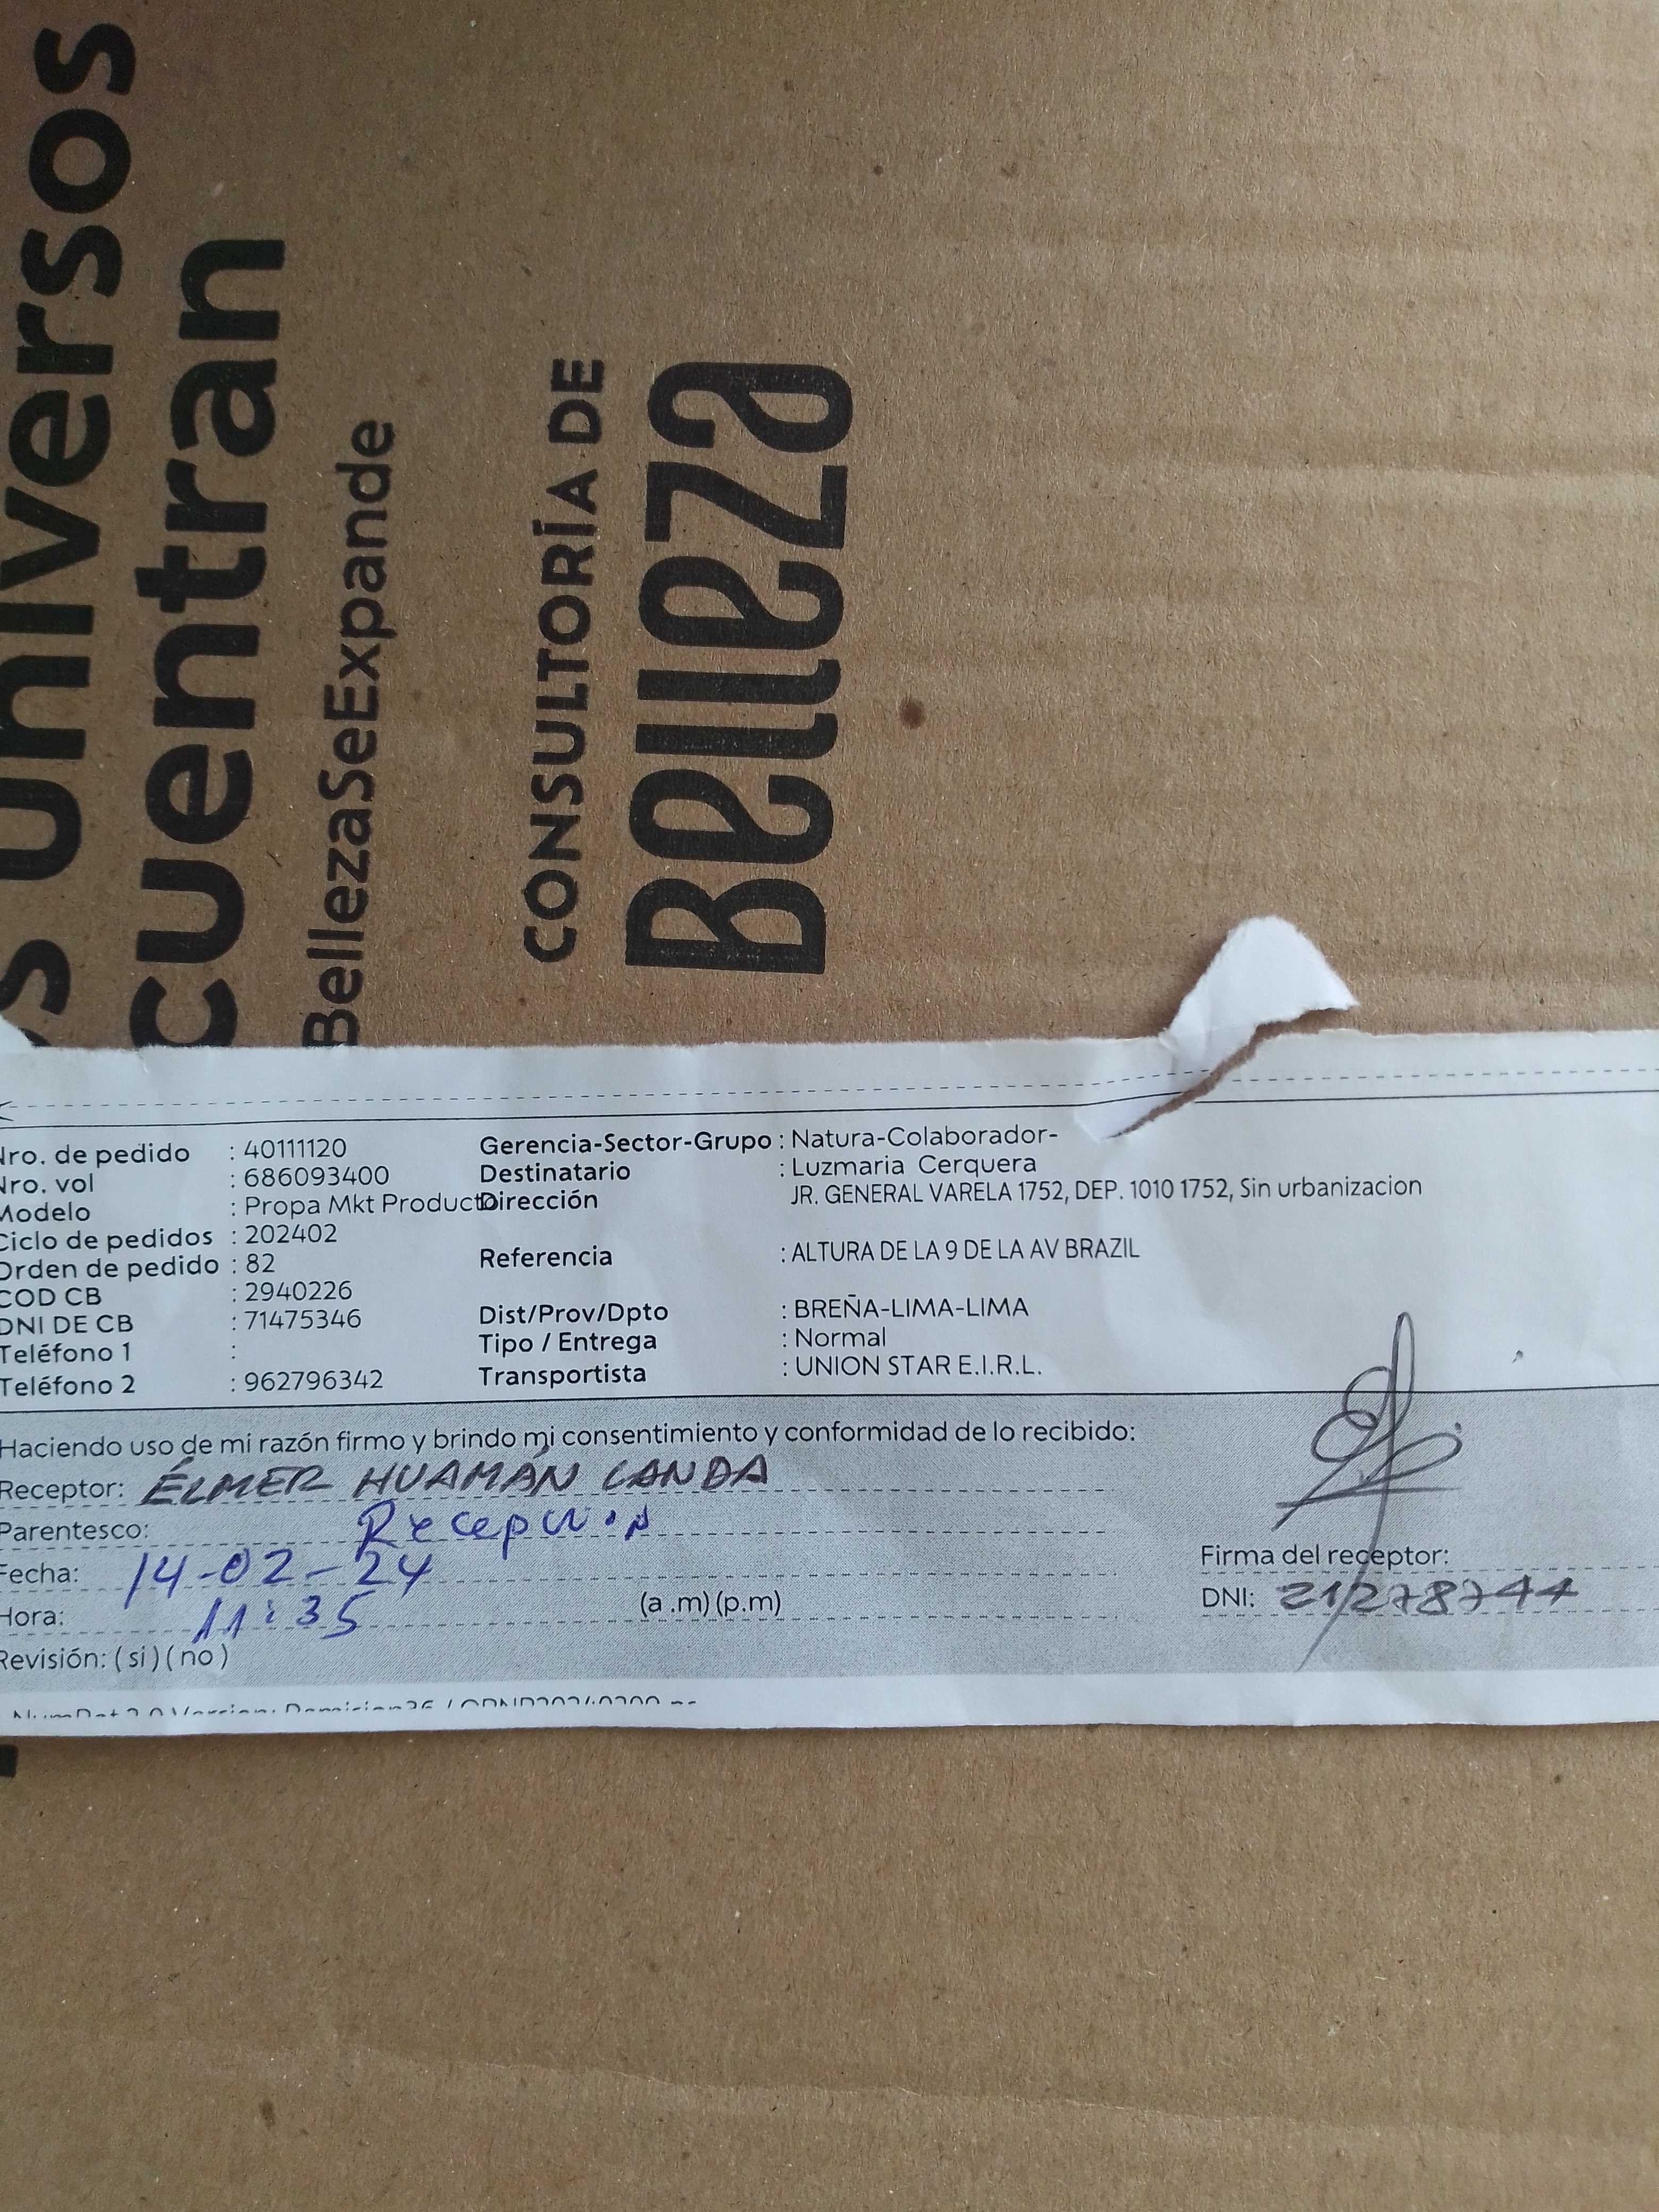 s universos
cuentran
BellezaSeExpande
CONSULTORÍA DE
Belleza
Nro. de pedido : 40111120
Nro. vol : 686093400
Modelo : Propa Mkt Product
Ciclo de pedidos : 202402
Orden de pedido : 82
COD CB : 2940226
DNI DE CB : 71475346
Teléfono 1 :
Teléfono 2 : 962796342
Gerencia-Sector-Grupo : Natura-Colaborador-
Destinatario : Luzmaria Cerquera
Dirección JR. GENERAL VARELA 1752, DEP. 1010 1752, Sin urbanizacion
Referencia : ALTURA DE LA 9 DE LA AV BRAZIL
Dist/Prov/Dpto : BREÑA-LIMA-LIMA
Tipo / Entrega : Normal
Transportista : UNION STAR E.I.R.L.
Haciendo uso de mi razón firmo y brindo mi consentimiento y conformidad de lo recibido:
Receptor: ÉLMER HUAMÁN LANDA
Parentesco: Recepcion
Fecha: 14-02-24
Hora: 11:35 (a .m) (p.m)
Revisión: ( si ) ( no )
Firma del receptor:
DNI: 21278744